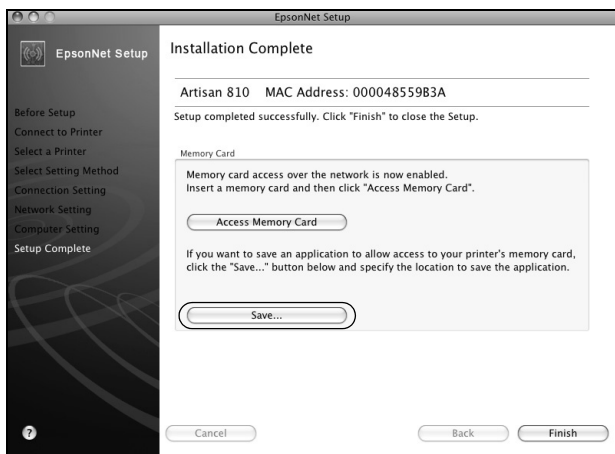 EpsonNet Setup
EpsonNet Setup
Before Setup
Connect to Printer
Select a Printer
Select Setting Method
Connection Setting
Network Setting
Computer Setting
Setup Complete
?
Installation Complete
Artisan 810 MAC Address: 000048559B3A
Setup completed successfully. Click "Finish" to close the Setup.
Memory Card
Memory card access over the network is now enabled.
Insert a memory card and then click "Access Memory Card".
Access Memory Card
If you want to save an application to allow access to your printer's memory card,
click the "Save..." button below and specify the location to save the application.
Save...
Cancel
Back
Finish